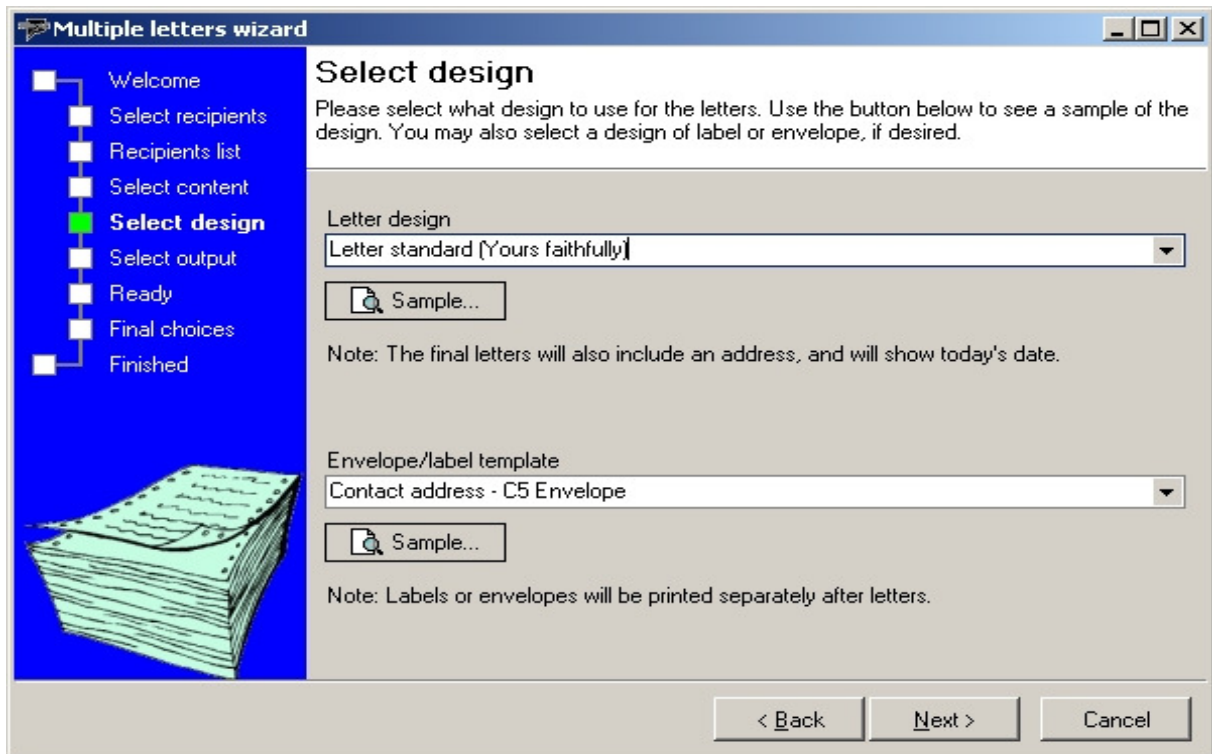 Multiple letters wizard
Welcome
Select recipients
Recipients list
Select content
Select design
Select output
Ready
Final choices
Finished
Select design
Please select what design to use for the letters. Use the button below to see a sample of the
design. You may also select a design of label or envelope, if desired.
Letter design
Letter standard (Yours faithfully)
Sample...
Note: The final letters will also include an address, and will show today's date.
Envelope/label template
Contact address - C5 Envelope
Sample...
Note: Labels or envelopes will be printed separately after letters.
< Back
Next >
Cancel